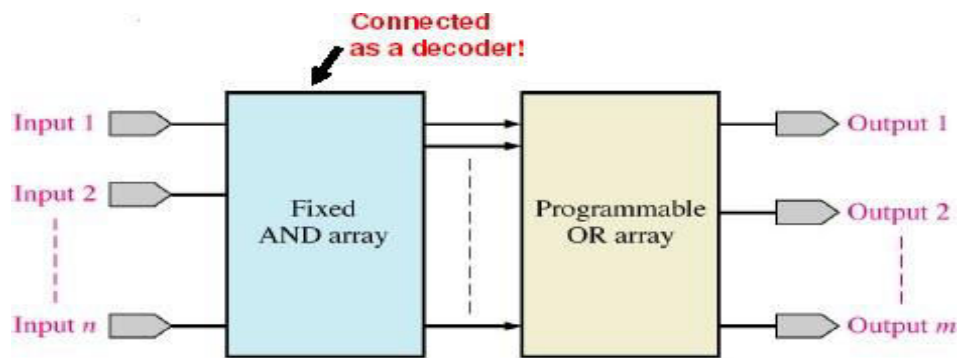 Connected
as a decoder!
Input 1
Input 2
Input n
Fixed
AND array
Programmable
OR array
Output 1
Output 2
Output m